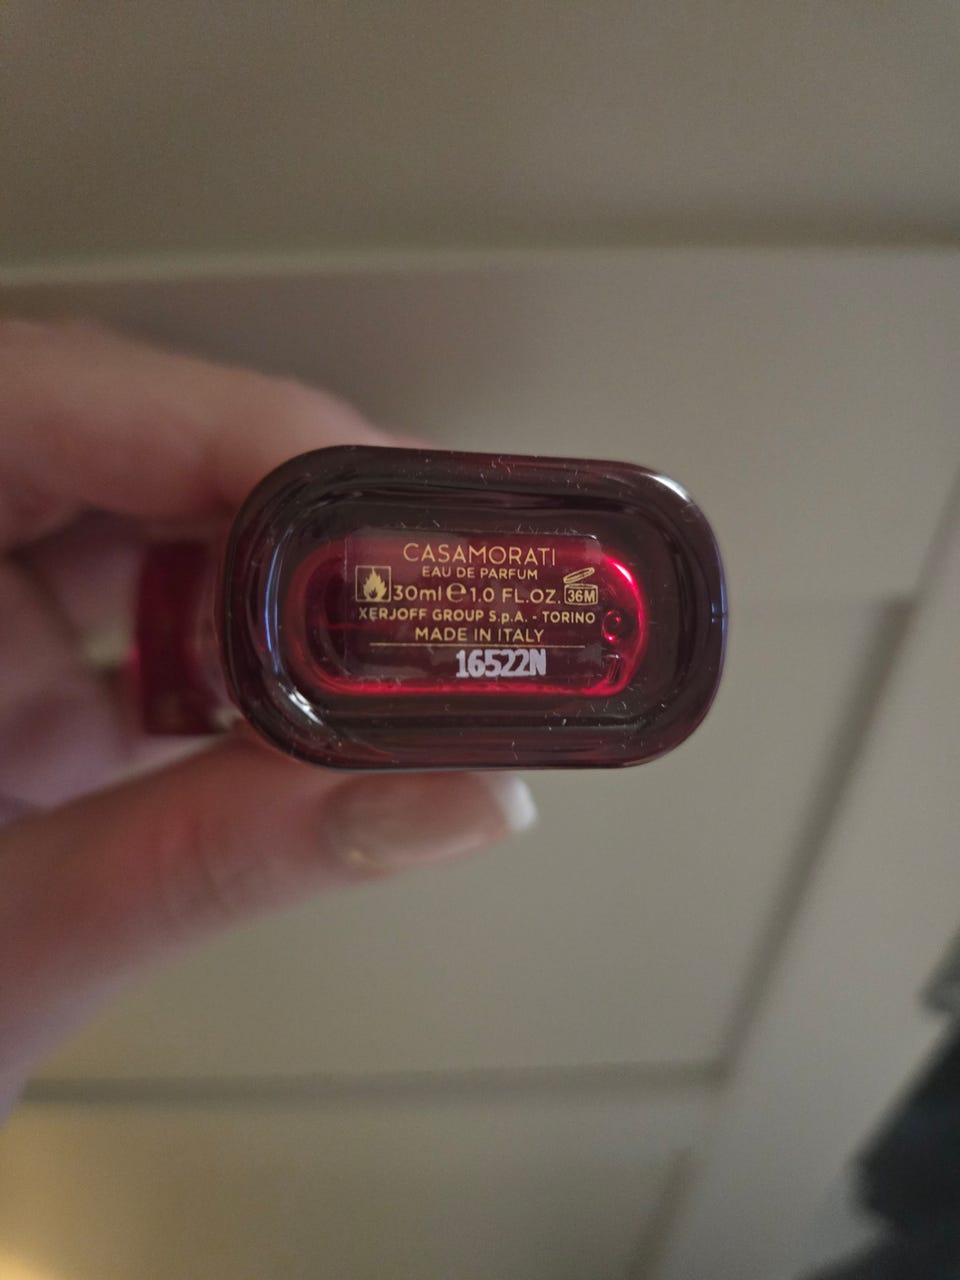 CASAMORATI
EAU DE PARFUM
30ml ℮ 1.0 FL.OZ. 36M
XERJOFF GROUP S.p.A. - TORINO
MADE IN ITALY
16522N